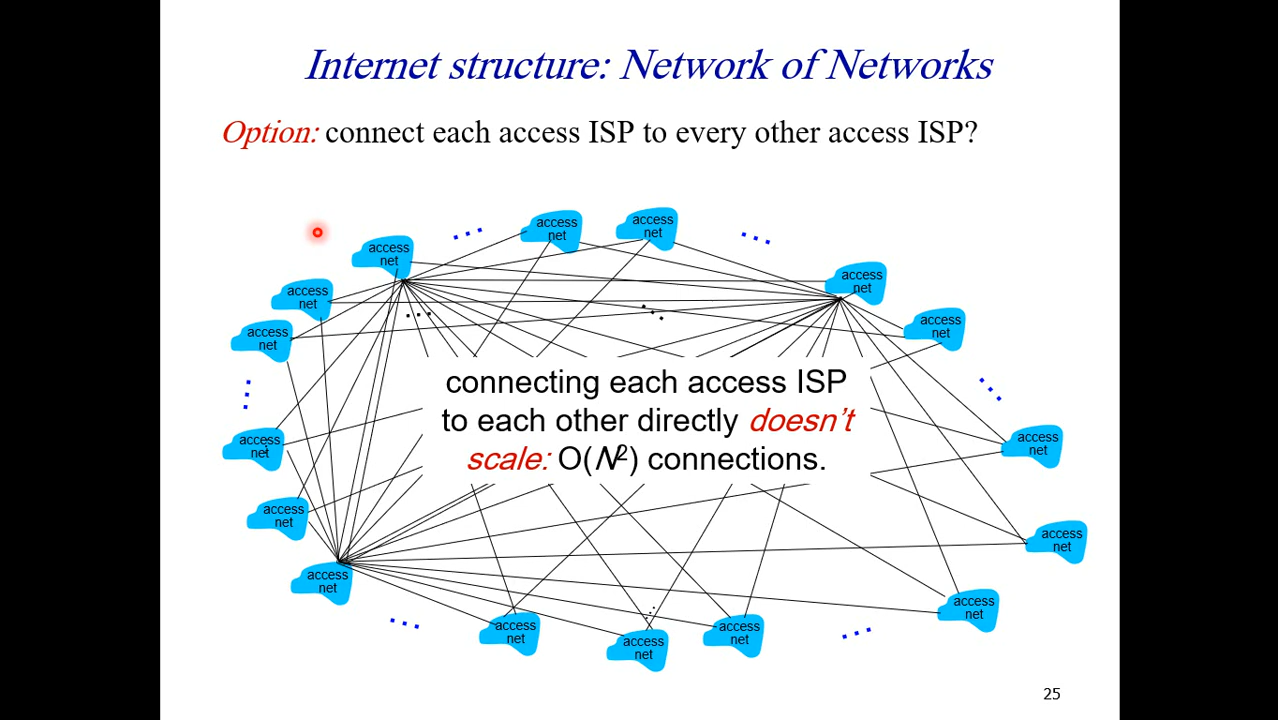 Internet structure: Network of Networks
Option: connect each access ISP to every other access ISP?
access
net
access
net
access
net
access
net
access
net
access
net
access
net
access
net
connecting each access ISP
to each other directly doesn’t
scale: O(N²) connections.
access
net
access
net
access
net
access
net
access
net
access
net
access
net
access
net
access
net
25